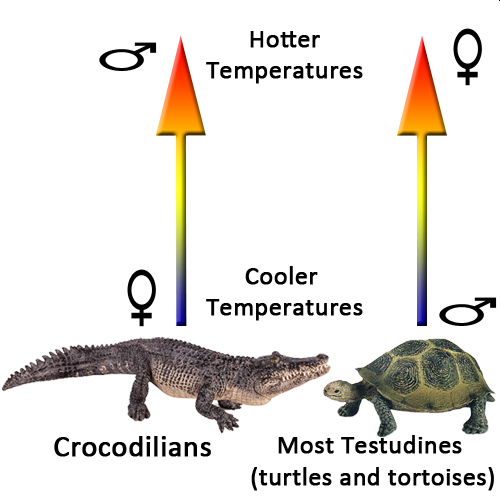 Hotter
Temperatures
Cooler
Temperatures
Crocodilians
Most Testudines
(turtles and tortoises)